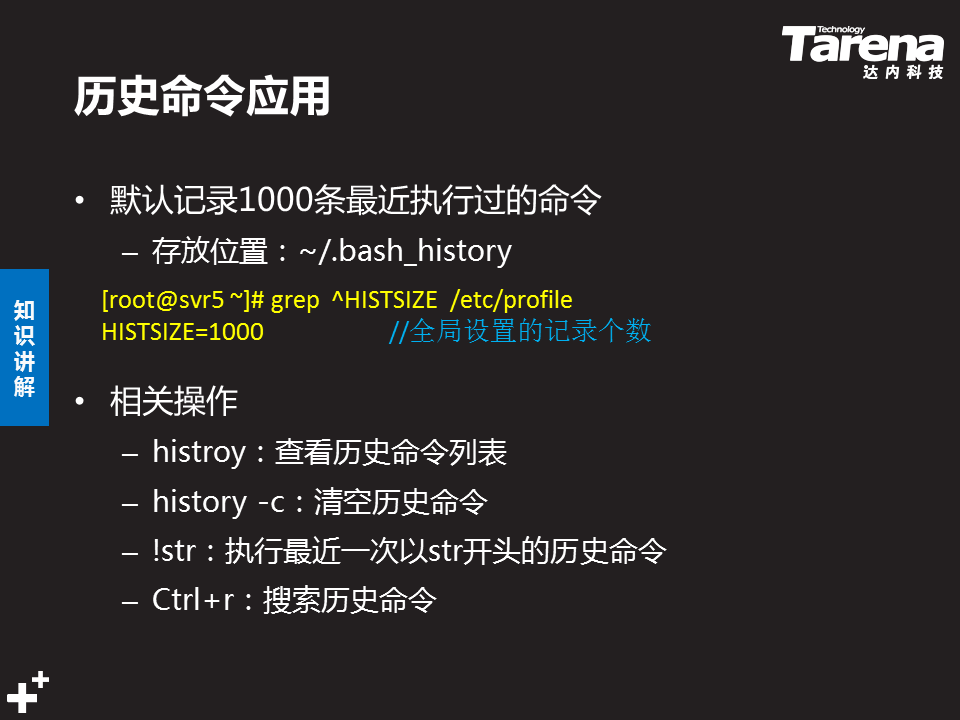 Technology
Tarena
达内科技
历史命令应用
• 默认记录1000条最近执行过的命令
– 存放位置：~/.bash_history
[root@svr5 ~]# grep ^HISTSIZE /etc/profile
HISTSIZE=1000 //全局设置的记录个数
知
识
讲
解
• 相关操作
– histroy：查看历史命令列表
– history -c：清空历史命令
– !str：执行最近一次以str开头的历史命令
– Ctrl+r：搜索历史命令